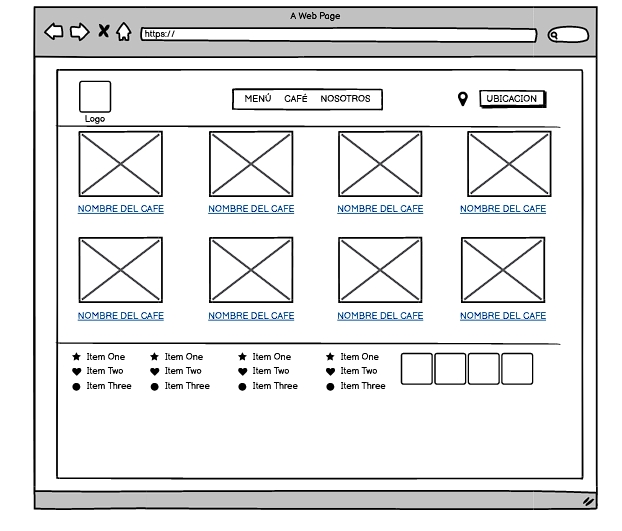 A Web Page
https://
MENÚ CAFÉ NOSOTROS
UBICACION
Logo
NOMBRE DEL CAFE NOMBRE DEL CAFE NOMBRE DEL CAFE NOMBRE DEL CAFE
NOMBRE DEL CAFE NOMBRE DEL CAFE NOMBRE DEL CAFE NOMBRE DEL CAFE
Item One Item One Item One Item One
Item Two Item Two Item Two Item Two
Item Three Item Three Item Three Item Three